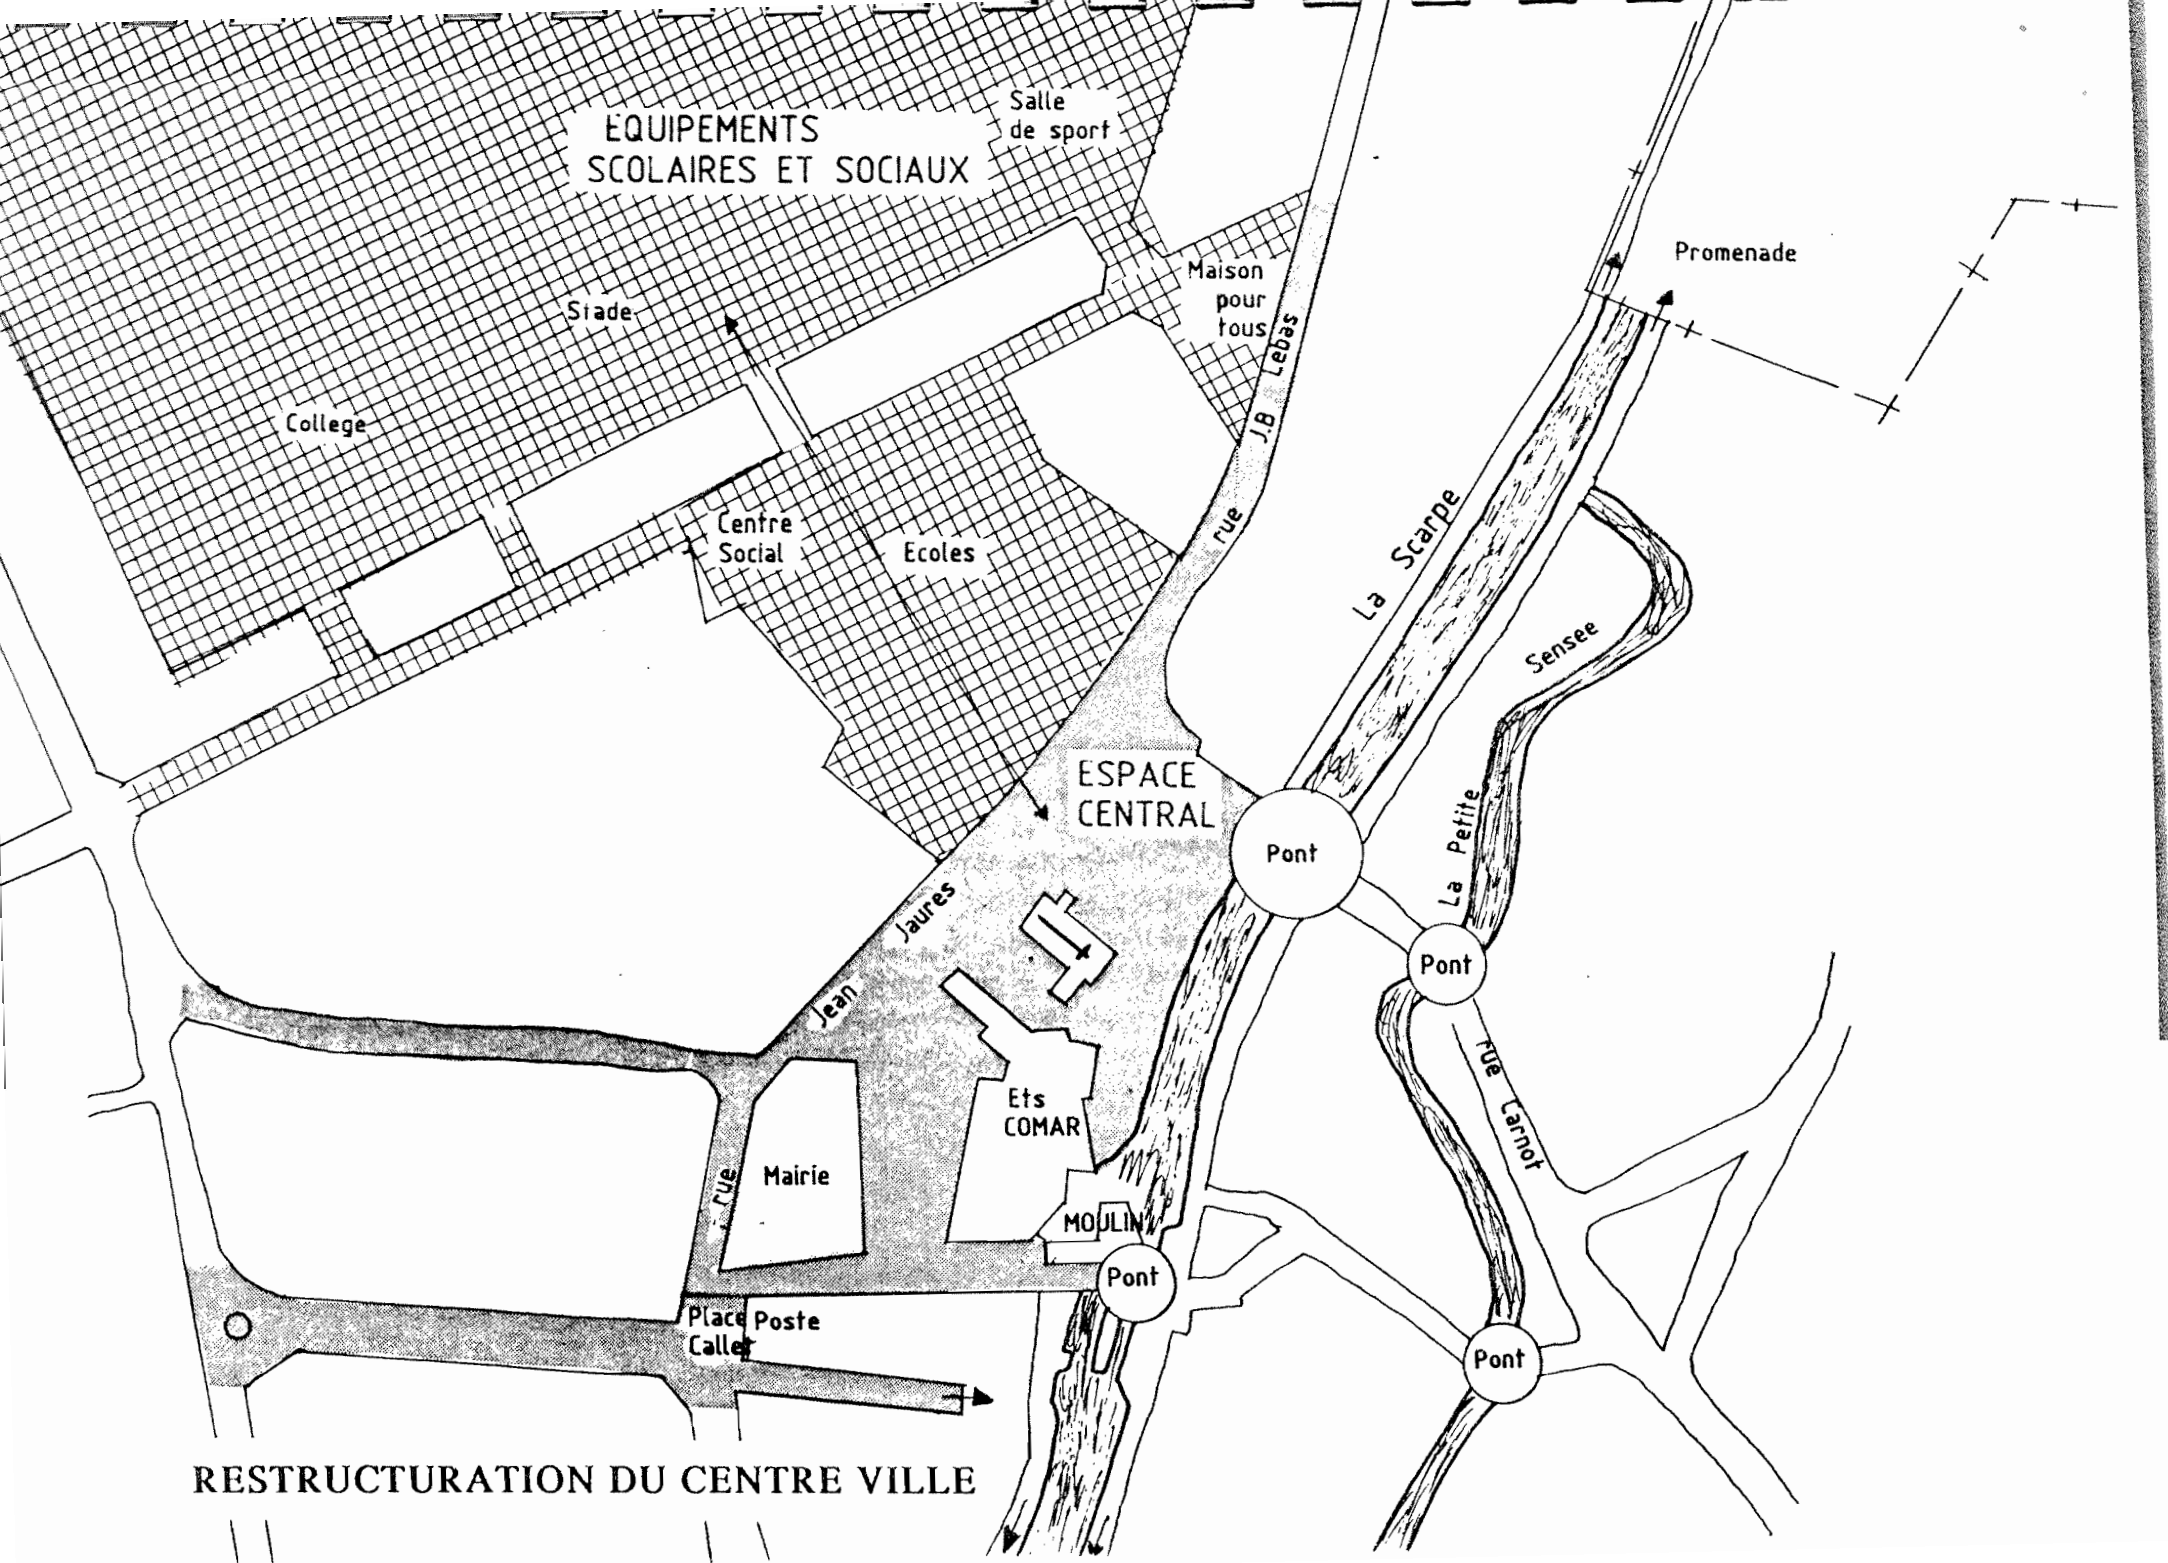 Salle
de sport
EQUIPEMENTS
SCOLAIRES ET SOCIAUX
Promenade
Maison
pour
tous
Stade
rue J.B Lebas
College
Centre
Social
Ecoles
La Scarpe
La Petite Sensee
ESPACE
CENTRAL
Pont
rue Jean Jaures
Pont
rue Carnot
Ets
COMAR
Mairie
MOULIN
Pont
Place
Callet
Poste
Pont
RESTRUCTURATION DU CENTRE VILLE